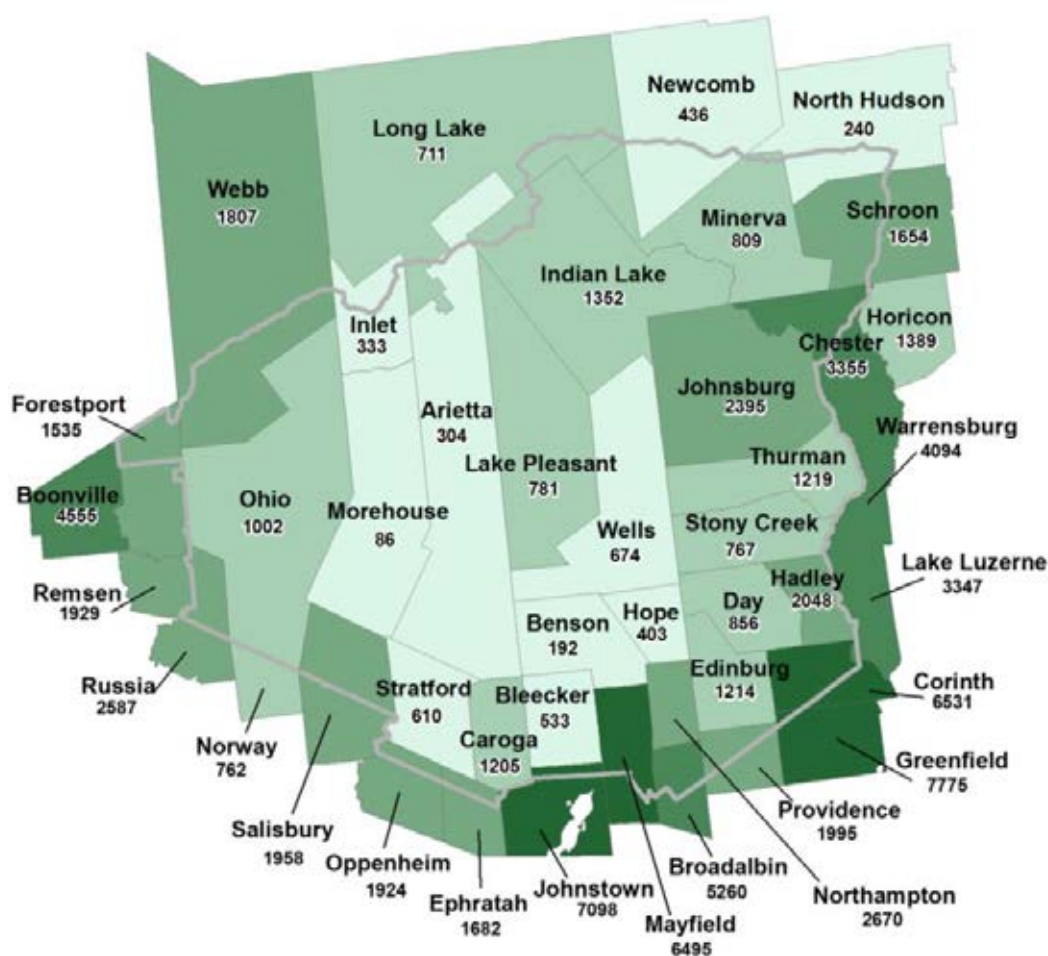 Newcomb
436
North Hudson
240
Long Lake
711
Webb
1807
Minerva
809
Schroon
1654
Indian Lake
1352
Inlet
333
Horicon
1389
Chester
3355
Johnsburg
2395
Forestport
1535
Arietta
304
Warrensburg
4094
Thurman
1219
Lake Pleasant
781
Boonville
4555
Ohio
1002
Morehouse
86
Wells
674
Stony Creek
767
Lake Luzerne
3347
Hadley
2048
Remsen
1929
Day
856
Hope
403
Benson
192
Edinburg
1214
Russia
2587
Stratford
610
Bleecker
533
Corinth
6531
Norway
762
Caroga
1205
Greenfield
7775
Providence
1995
Salisbury
1958
Oppenheim
1924
Broadalbin
5260
Northampton
2670
Johnstown
7098
Ephratah
1682
Mayfield
6495